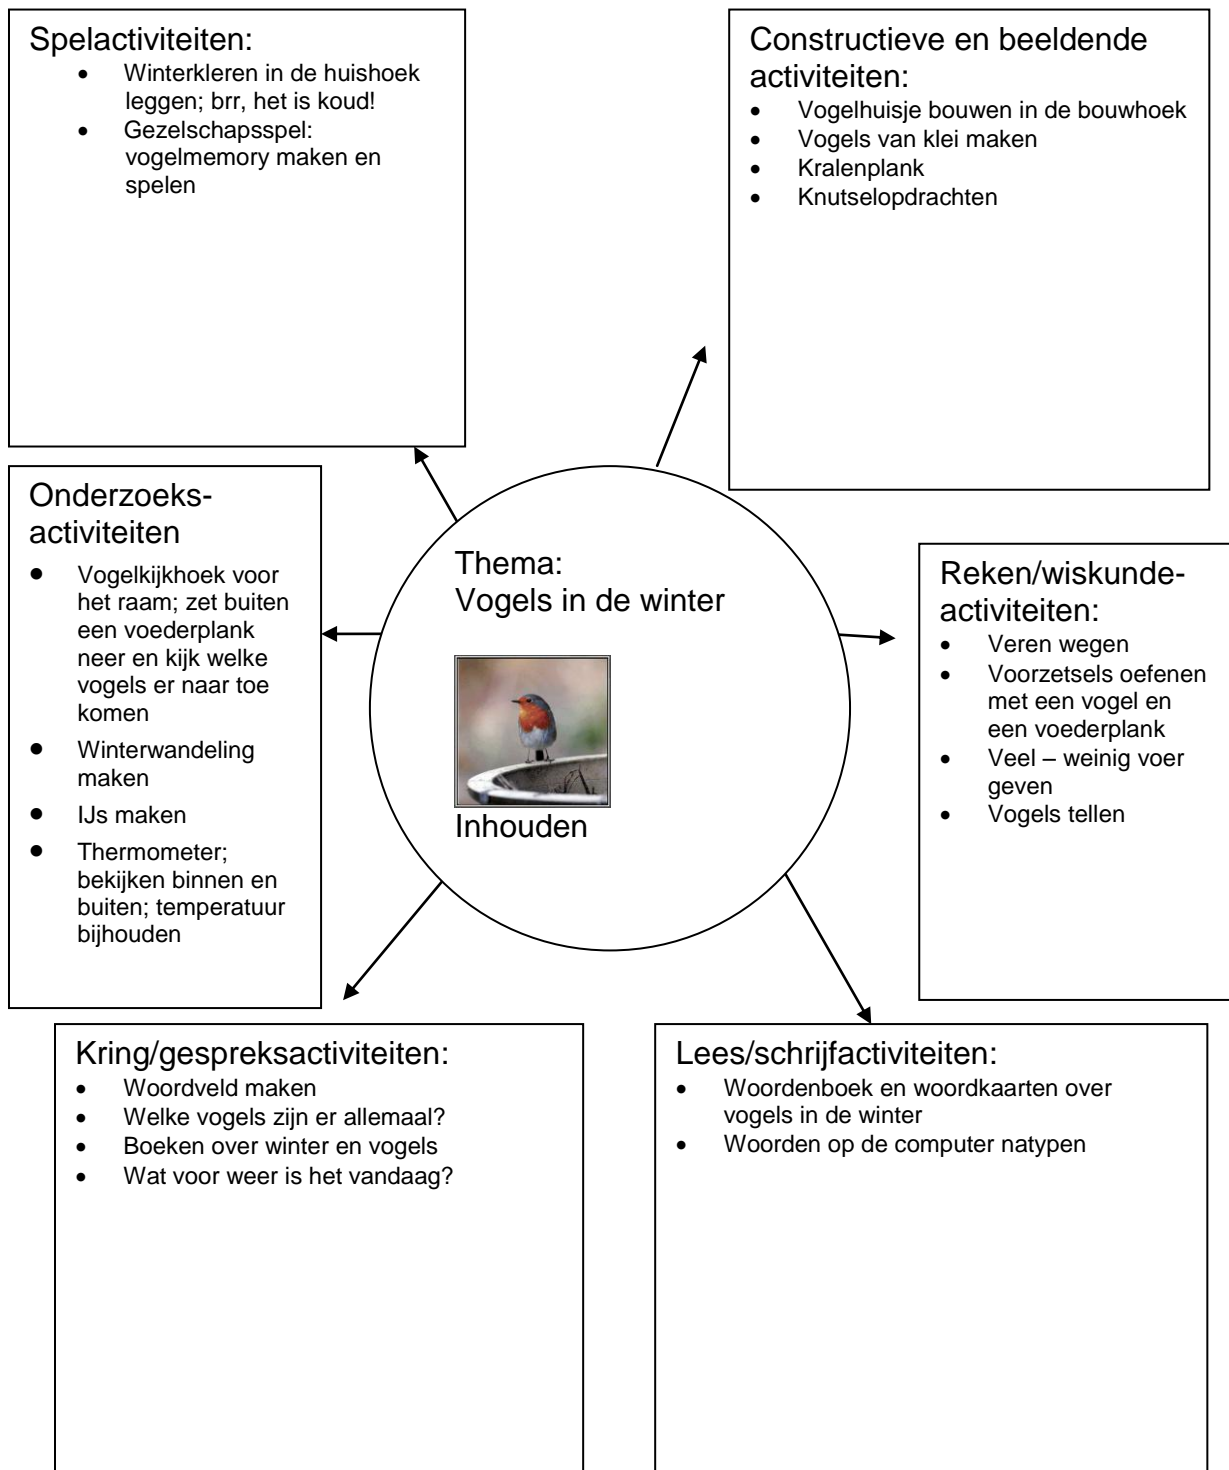 Spelactiviteiten:
• Winterkleren in de huishoek
leggen; brr, het is koud!
• Gezelschapsspel:
vogelmemory maken en
spelen
Constructieve en beeldende
activiteiten:
• Vogelhuisje bouwen in de bouwhoek
• Vogels van klei maken
• Kralenplank
• Knutselopdrachten
Onderzoeks-
activiteiten
• Vogelkijkhoek voor
het raam; zet buiten
een voederplank
neer en kijk welke
vogels er naar toe
komen
• Winterwandeling
maken
• IJs maken
• Thermometer;
bekijken binnen en
buiten; temperatuur
bijhouden
Thema:
Vogels in de winter
Inhouden
Reken/wiskunde-
activiteiten:
• Veren wegen
• Voorzetsels oefenen
met een vogel en
een voederplank
• Veel – weinig voer
geven
• Vogels tellen
Kring/gespreksactiviteiten:
• Woordveld maken
• Welke vogels zijn er allemaal?
• Boeken over winter en vogels
• Wat voor weer is het vandaag?
Lees/schrijfactiviteiten:
• Woordenboek en woordkaarten over
vogels in de winter
• Woorden op de computer natypen